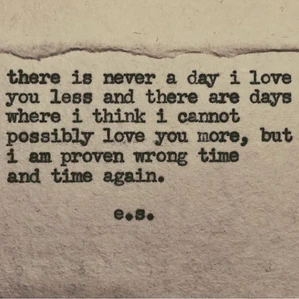 there is never a day i love
you less and there are days
where i think i cannot
possibly love you more, but
i am proven wrong time
and time again.
e.s.